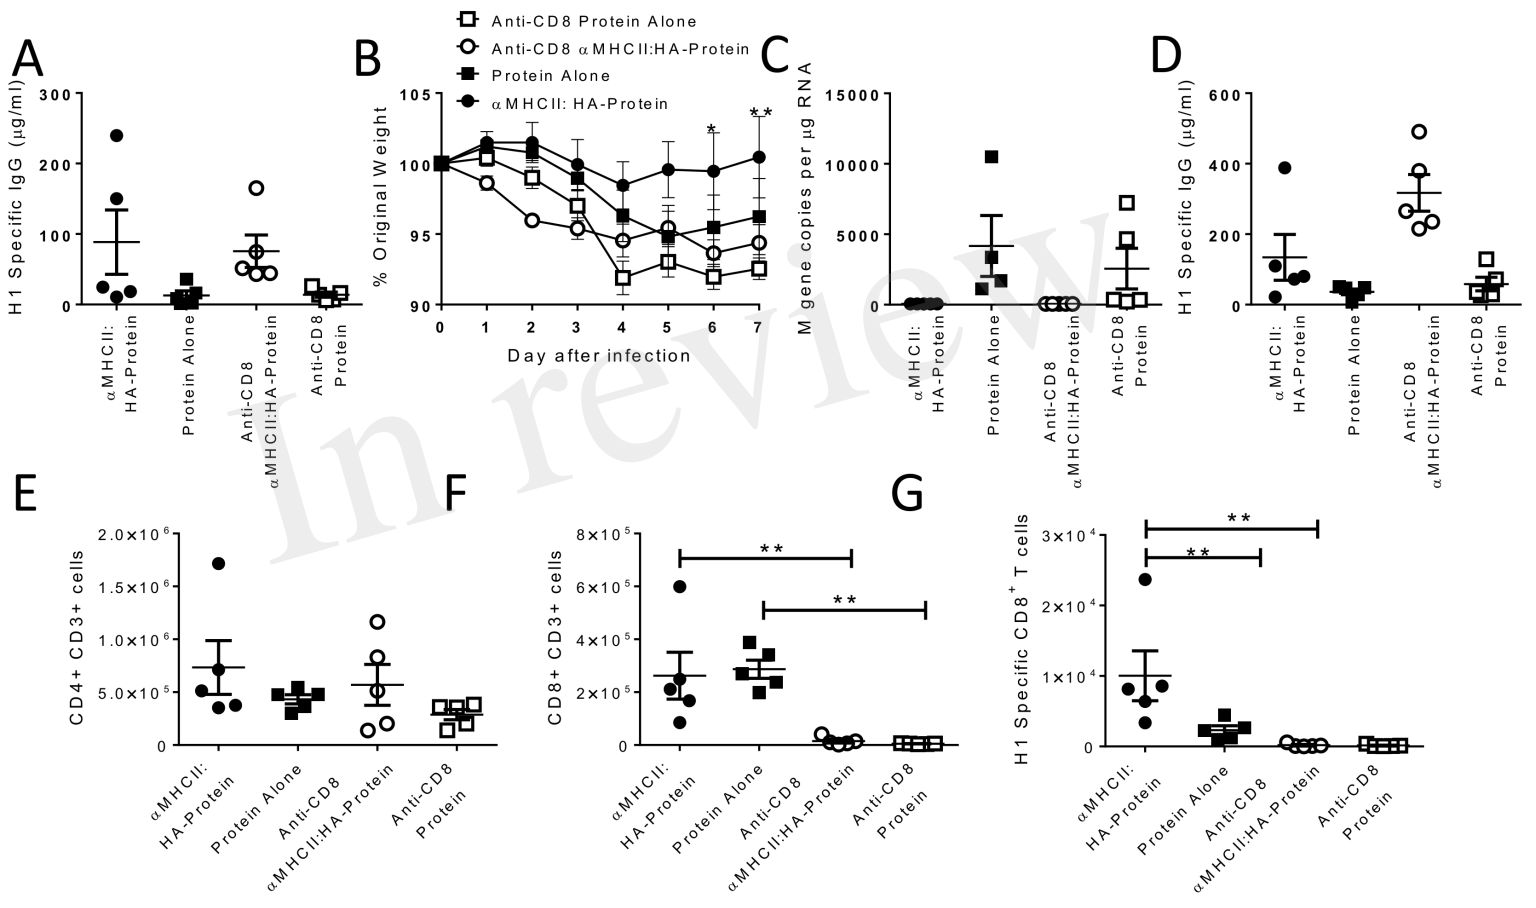 Anti-CD8 Protein Alone
Anti-CD8 αMHCII:HA-Protein
Protein Alone
αMHCII: HA-Protein
A
H1 Specific IgG (μg/ml)
300
200
100
0
αMHCII:
HA-Protein
Protein Alone
Anti-CD8
αMHCII:HA-Protein
Anti-CD8
Protein
B
% Original Weight
105
100
95
90
*
**
0 1 2 3 4 5 6 7
Day after infection
C
M gene copies per μg RNA
15000
10000
5000
0
αMHCII:
HA-Protein
Protein Alone
Anti-CD8
αMHCII:HA-Protein
Anti-CD8
Protein
D
H1 Specific IgG (μg/ml)
600
400
200
0
αMHCII:
HA-Protein
Protein Alone
Anti-CD8
αMHCII:HA-Protein
Anti-CD8
Protein
In review
E
CD4+ CD3+ cells
2.0×10⁶
1.5×10⁶
1.0×10⁶
5.0×10⁵
0
αMHCII:
HA-Protein
Protein Alone
Anti-CD8
αMHCII:HA-Protein
Anti-CD8
Protein
F
CD8+ CD3+ cells
8×10⁵
6×10⁵
4×10⁵
2×10⁵
0
**
**
αMHCII:
HA-Protein
Protein Alone
Anti-CD8
αMHCII:HA-Protein
Anti-CD8
Protein
G
H1 Specific CD8⁺ T cells
3×10⁴
2×10⁴
1×10⁴
0
**
**
αMHCII:
HA-Protein
Protein Alone
Anti-CD8
αMHCII:HA-Protein
Anti-CD8
Protein